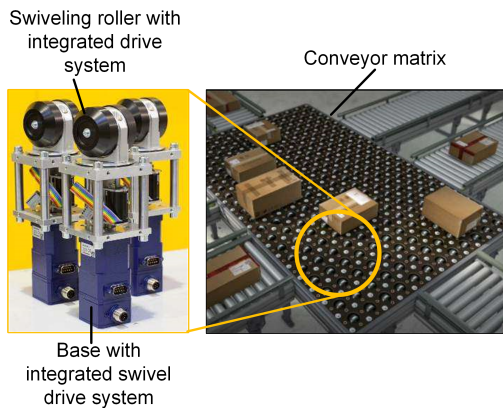 Swiveling roller with
integrated drive
system
Conveyor matrix
Base with
integrated swivel
drive system